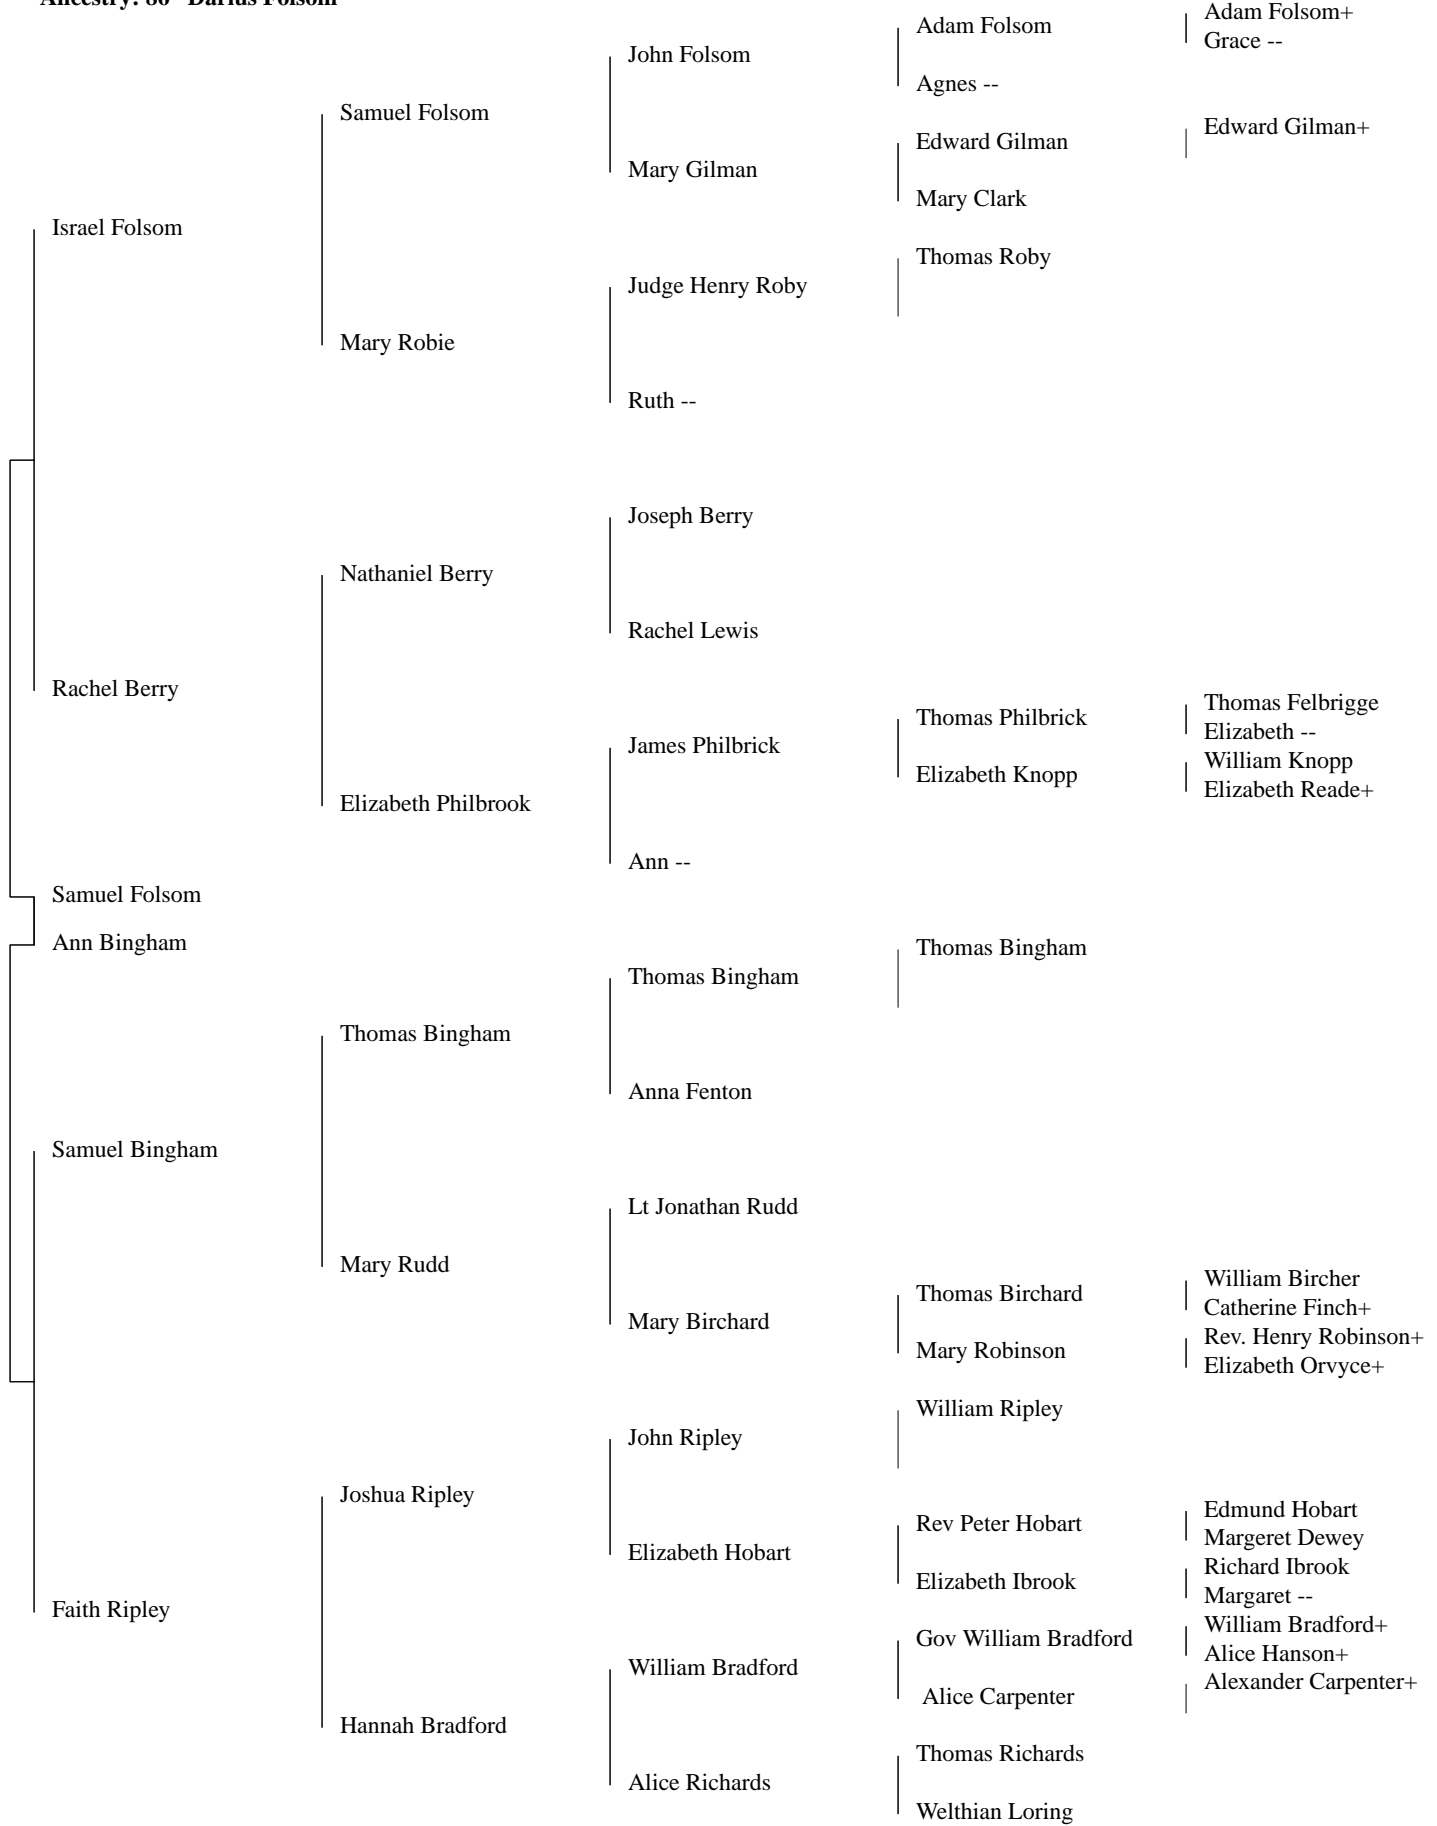 Ancestry: 86 Darius Folsom
Adam Folsom+
Adam Folsom
Grace --
John Folsom
Agnes --
Samuel Folsom
Edward Gilman+
Edward Gilman
Mary Gilman
Mary Clark
Israel Folsom
Thomas Roby
Judge Henry Roby
Mary Robie
Ruth --
Joseph Berry
Nathaniel Berry
Rachel Lewis
Rachel Berry
Thomas Felbrigge
Thomas Philbrick
Elizabeth --
James Philbrick
William Knopp
Elizabeth Knopp
Elizabeth Reade+
Elizabeth Philbrook
Ann --
Samuel Folsom
Ann Bingham
Thomas Bingham
Thomas Bingham
Thomas Bingham
Anna Fenton
Samuel Bingham
Lt Jonathan Rudd
Mary Rudd
William Bircher
Thomas Birchard
Catherine Finch+
Mary Birchard
Rev. Henry Robinson+
Mary Robinson
Elizabeth Orvyce+
William Ripley
John Ripley
Joshua Ripley
Edmund Hobart
Rev Peter Hobart
Margeret Dewey
Elizabeth Hobart
Richard Ibrook
Elizabeth Ibrook
Margaret --
Faith Ripley
William Bradford+
Gov William Bradford
Alice Hanson+
William Bradford
Alexander Carpenter+
Alice Carpenter
Hannah Bradford
Thomas Richards
Alice Richards
Welthian Loring